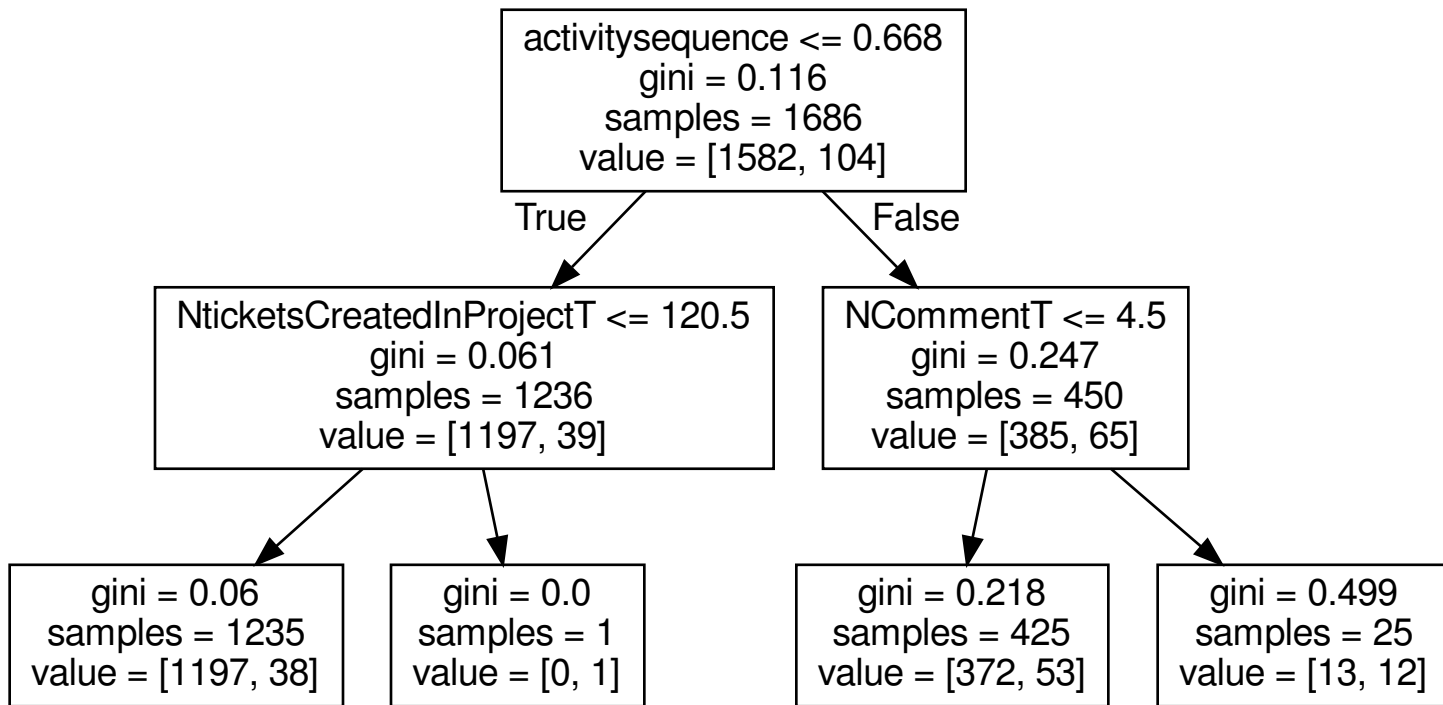 activitysequence <= 0.668
gini = 0.116
samples = 1686
value = [1582, 104]
True
False
NticketsCreatedInProjectT <= 120.5
gini = 0.061
samples = 1236
value = [1197, 39]
NCommentT <= 4.5
gini = 0.247
samples = 450
value = [385, 65]
gini = 0.06
samples = 1235
value = [1197, 38]
gini = 0.0
samples = 1
value = [0, 1]
gini = 0.218
samples = 425
value = [372, 53]
gini = 0.499
samples = 25
value = [13, 12]